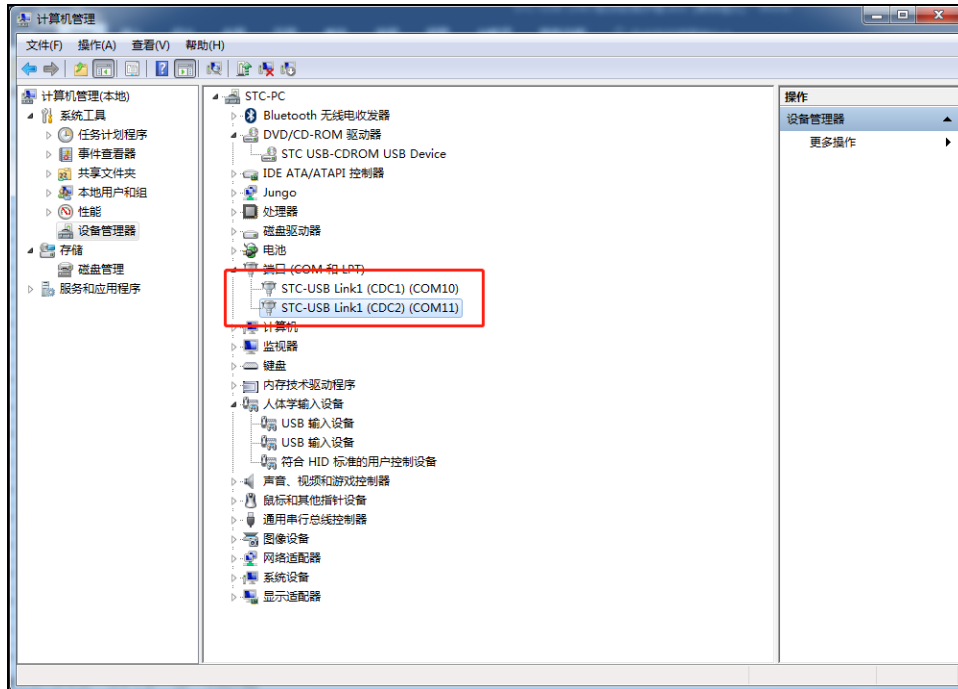 计算机管理
文件(F) 操作(A) 查看(V) 帮助(H)
计算机管理(本地)
系统工具
任务计划程序
事件查看器
共享文件夹
本地用户和组
性能
设备管理器
存储
磁盘管理
服务和应用程序
STC-PC
Bluetooth 无线电收发器
DVD/CD-ROM 驱动器
STC USB-CDROM USB Device
IDE ATA/ATAPI 控制器
Jungo
处理器
磁盘驱动器
电池
端口 (COM 和 LPT)
STC-USB Link1 (CDC1) (COM10)
STC-USB Link1 (CDC2) (COM11)
计算机
监视器
键盘
内存技术驱动程序
人体学输入设备
USB 输入设备
USB 输入设备
符合 HID 标准的用户控制设备
声音、视频和游戏控制器
鼠标和其他指针设备
通用串行总线控制器
图像设备
网络适配器
系统设备
显示适配器
操作
设备管理器
更多操作